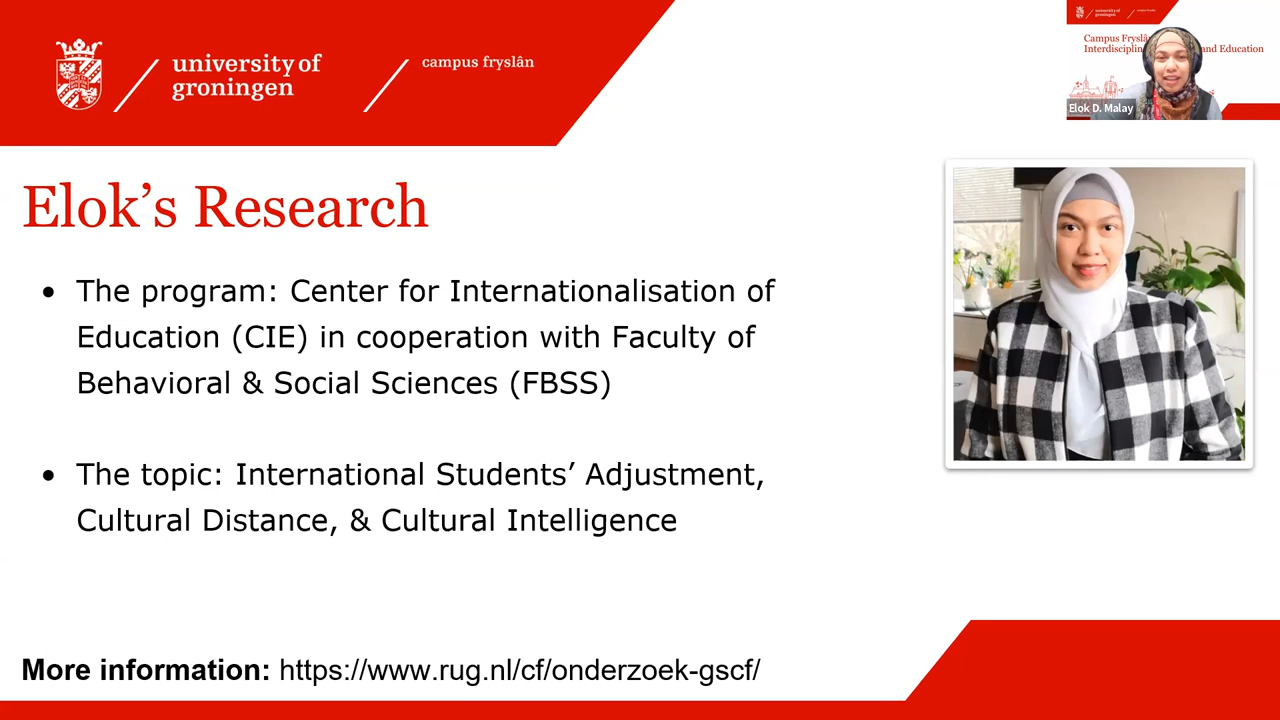 university of
groningen
campus fryslân
Campus Fryslân
Interdisciplin and Education
Elok D. Malay
Elok’s Research
• The program: Center for Internationalisation of
Education (CIE) in cooperation with Faculty of
Behavioral & Social Sciences (FBSS)
• The topic: International Students’ Adjustment,
Cultural Distance, & Cultural Intelligence
More information: https://www.rug.nl/cf/onderzoek-gscf/